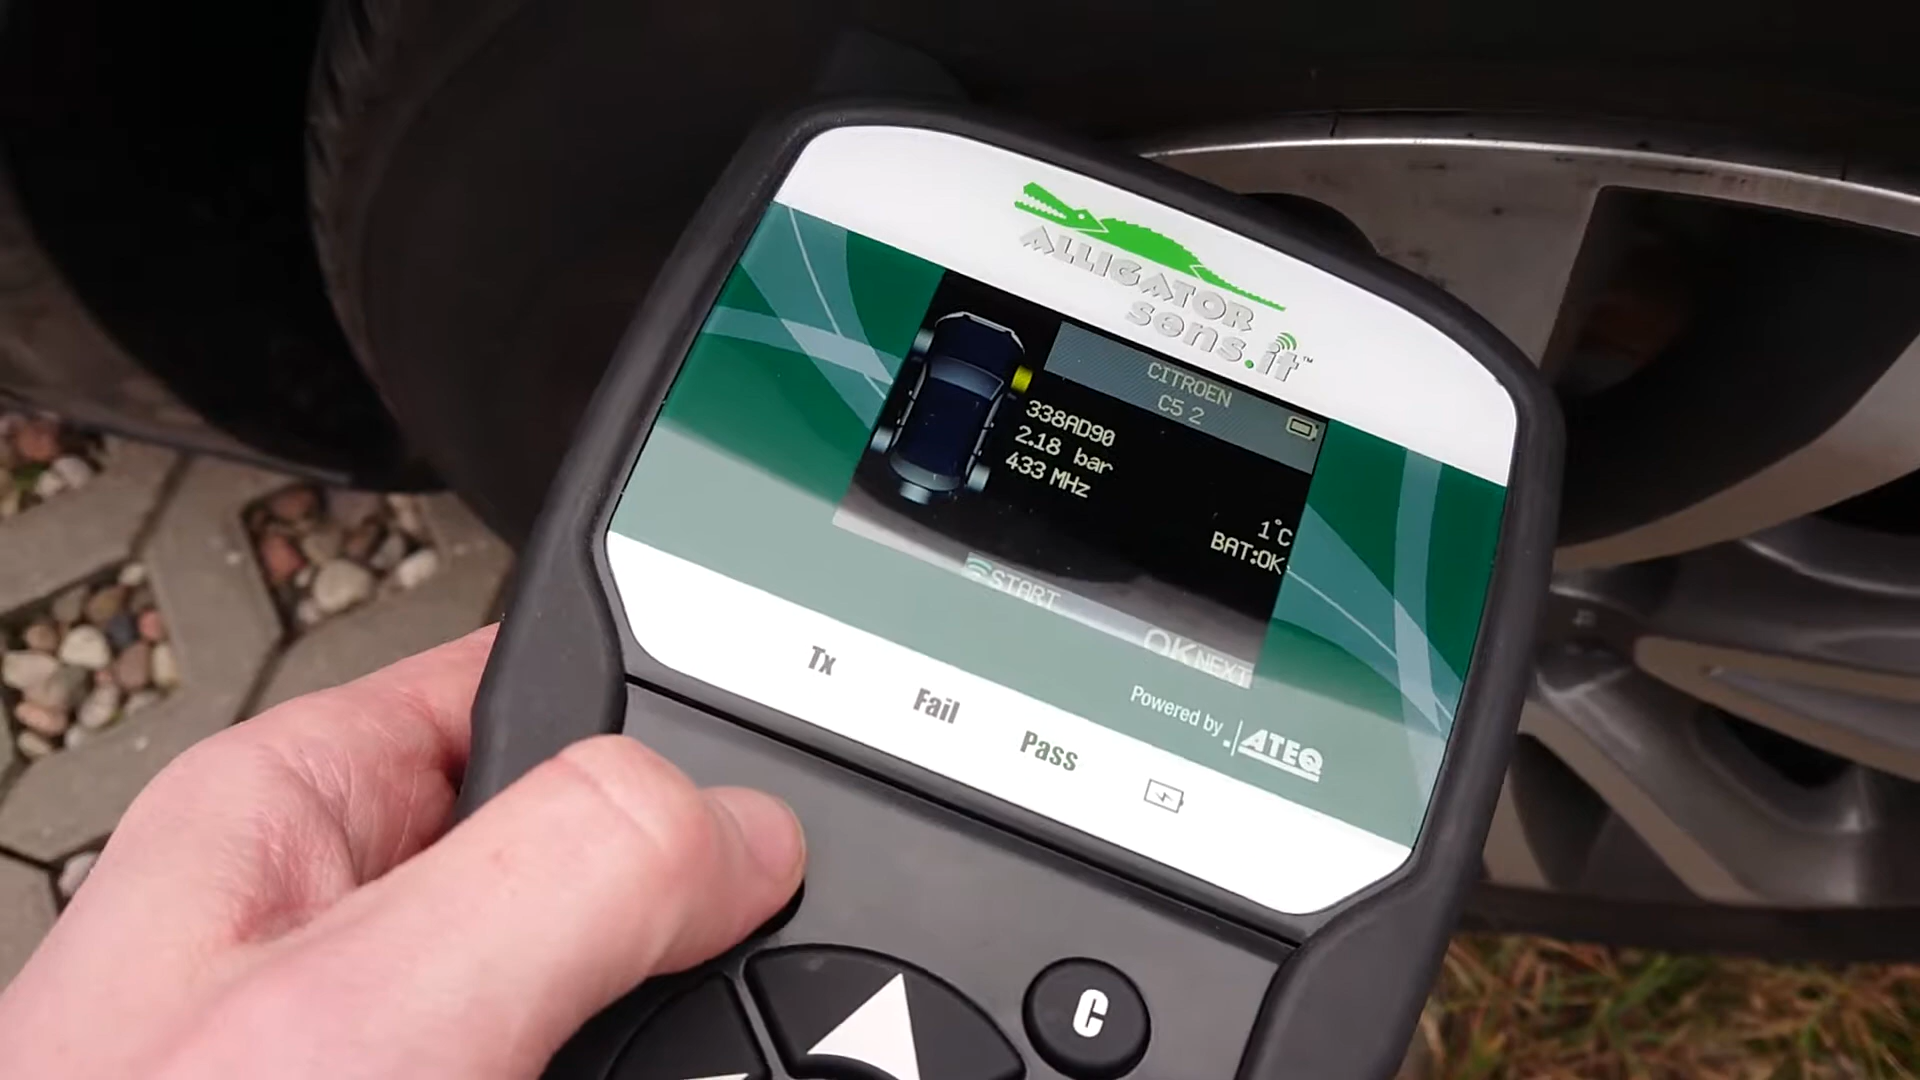 ALLIGATOR
sens.it™
CITROEN
C5 2
338AD90
2.18 bar
433 MHz
1°C
BAT:OK
START
OK NEXT
Powered by ATEQ
Tx
Fail
Pass
C